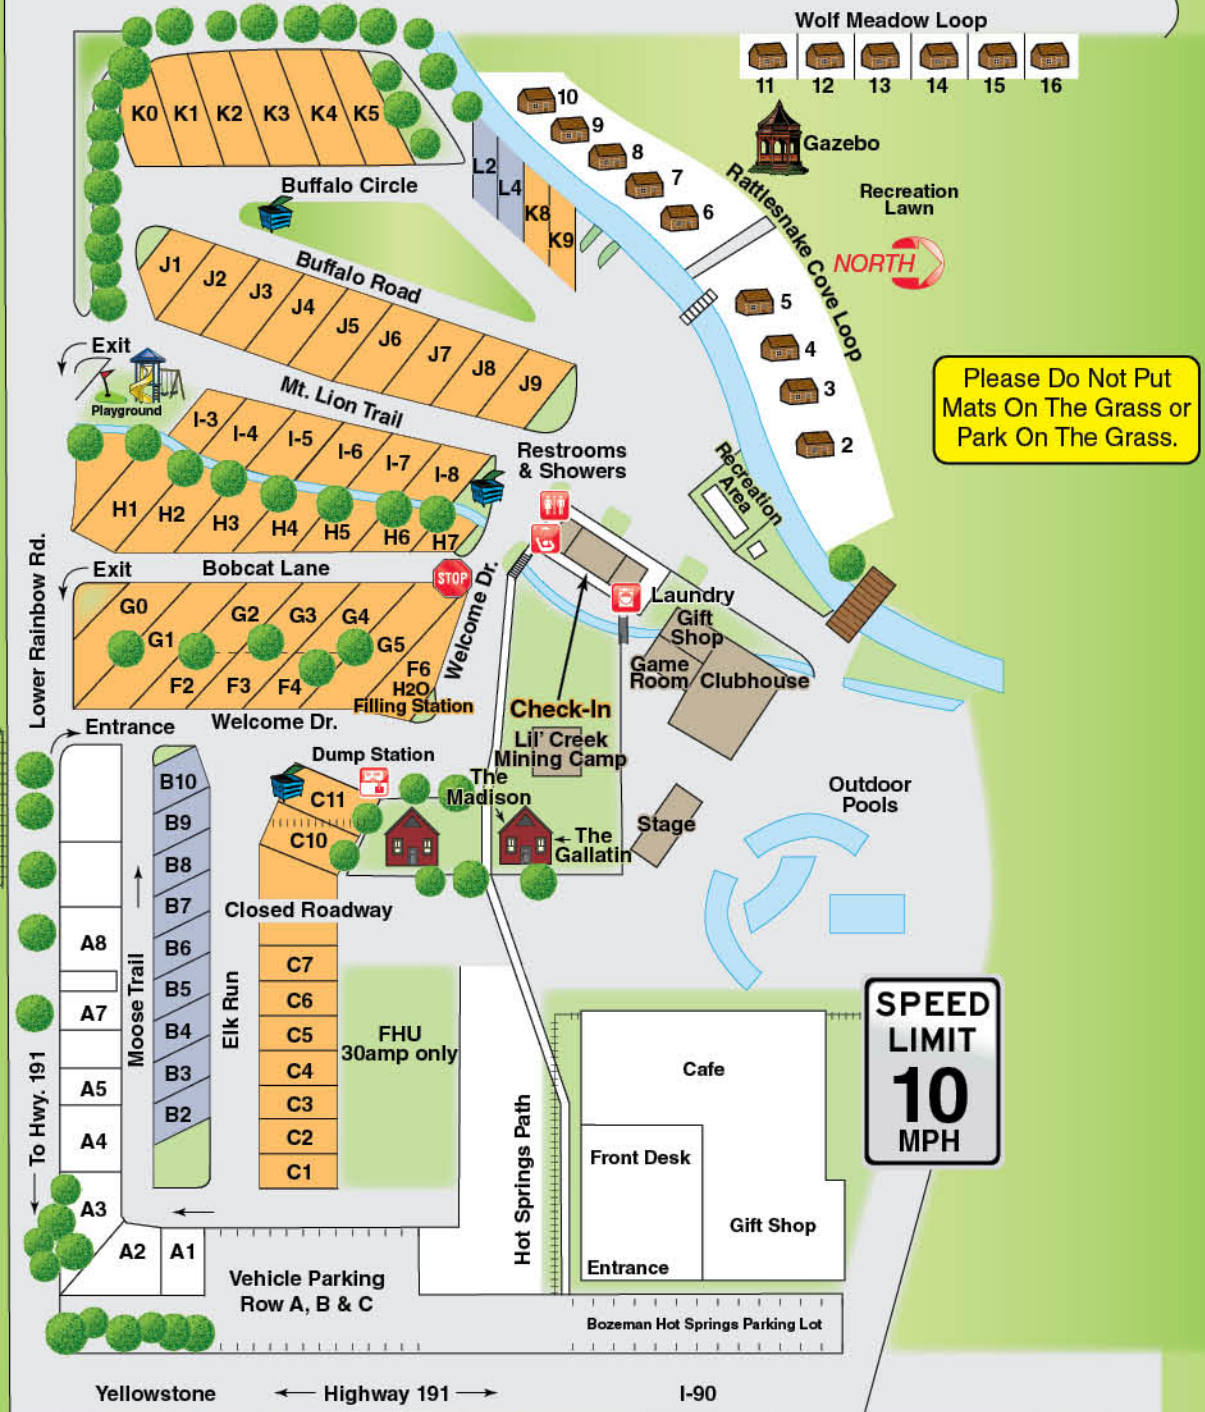 Wolf Meadow Loop
11 12 13 14 15 16
K0 K1 K2 K3 K4 K5
10
9
8
7
6
Gazebo
Recreation
Lawn
Rattlesnake Cove Loop
NORTH
L2
L4
K8
K9
Buffalo Circle
Buffalo Road
J1
J2
J3
J4
J5
J6
J7
J8
J9
5
4
3
2
Exit
Playground
Mt. Lion Trail
I-3
I-4
I-5
I-6
I-7
I-8
Please Do Not Put
Mats On The Grass or
Park On The Grass.
Restrooms
& Showers
Recreation
Area
H1
H2
H3
H4
H5
H6
H7
Lower Rainbow Rd.
Exit
Bobcat Lane
STOP
Welcome Dr.
Laundry
Gift
Shop
Game
Room
Clubhouse
G0
G1
G2
G3
G4
G5
F2
F3
F4
F6
H2O
Filling Station
Check-In
Entrance
Welcome Dr.
Lil' Creek
Mining Camp
Dump Station
The
Madison
The
Gallatin
Stage
Outdoor
Pools
B10
B9
B8
B7
B6
B5
B4
B3
B2
C11
C10
Closed Roadway
C7
C6
C5
C4
C3
C2
C1
A8
A7
A5
A4
A3
A2
A1
Moose Trail
Elk Run
FHU
30amp only
To Hwy. 191
Hot Springs Path
SPEED
LIMIT
10
MPH
Cafe
Front Desk
Gift Shop
Entrance
Vehicle Parking
Row A, B & C
Bozeman Hot Springs Parking Lot
Yellowstone
Highway 191
I-90